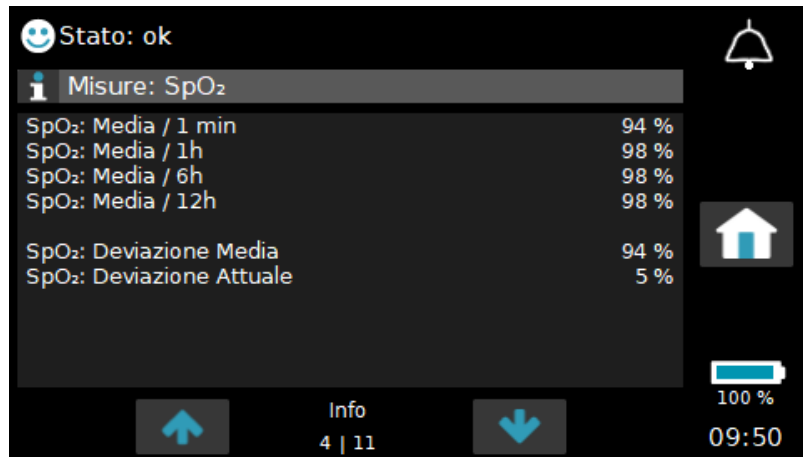 Stato: ok
Misure: SpO₂
SpO₂: Media / 1 min 94 %
SpO₂: Media / 1h 98 %
SpO₂: Media / 6h 98 %
SpO₂: Media / 12h 98 %
SpO₂: Deviazione Media 94 %
SpO₂: Deviazione Attuale 5 %
100 %
Info
4 | 11
09:50